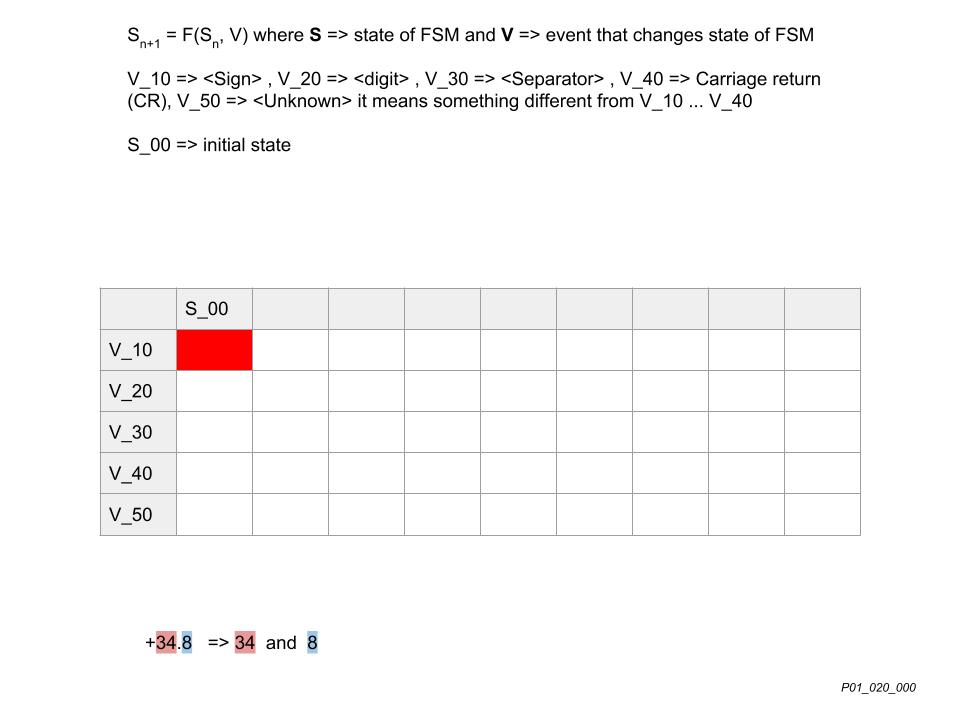 Sn+1 = F(Sn, V) where S => state of FSM and V => event that changes state of FSM
V_10 => <Sign> , V_20 => <digit> , V_30 => <Separator> , V_40 => Carriage return
(CR), V_50 => <Unknown> it means something different from V_10 ... V_40
S_00 => initial state
S_00
V_10
V_20
V_30
V_40
V_50
+34.8 => 34 and 8
P01_020_000